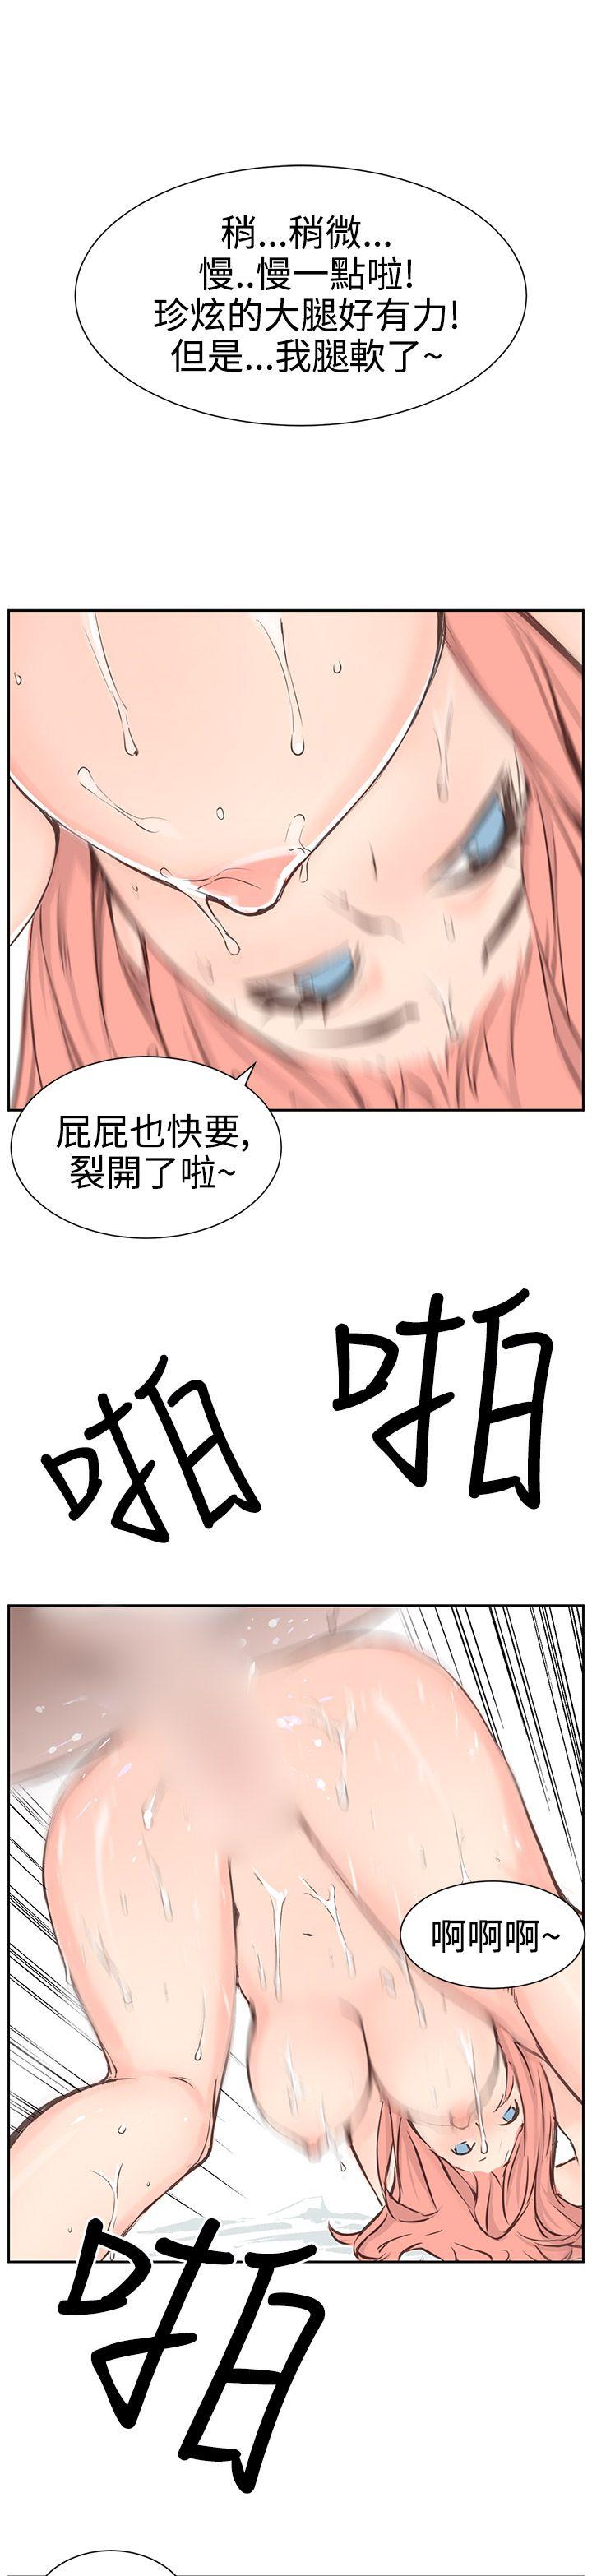 稍...稍微...
慢..慢一點啦!
珍炫的大腿好有力!
但是...我腿軟了~
屁屁也快要,
裂開了啦~
啪 啪
啊啊啊~
啪